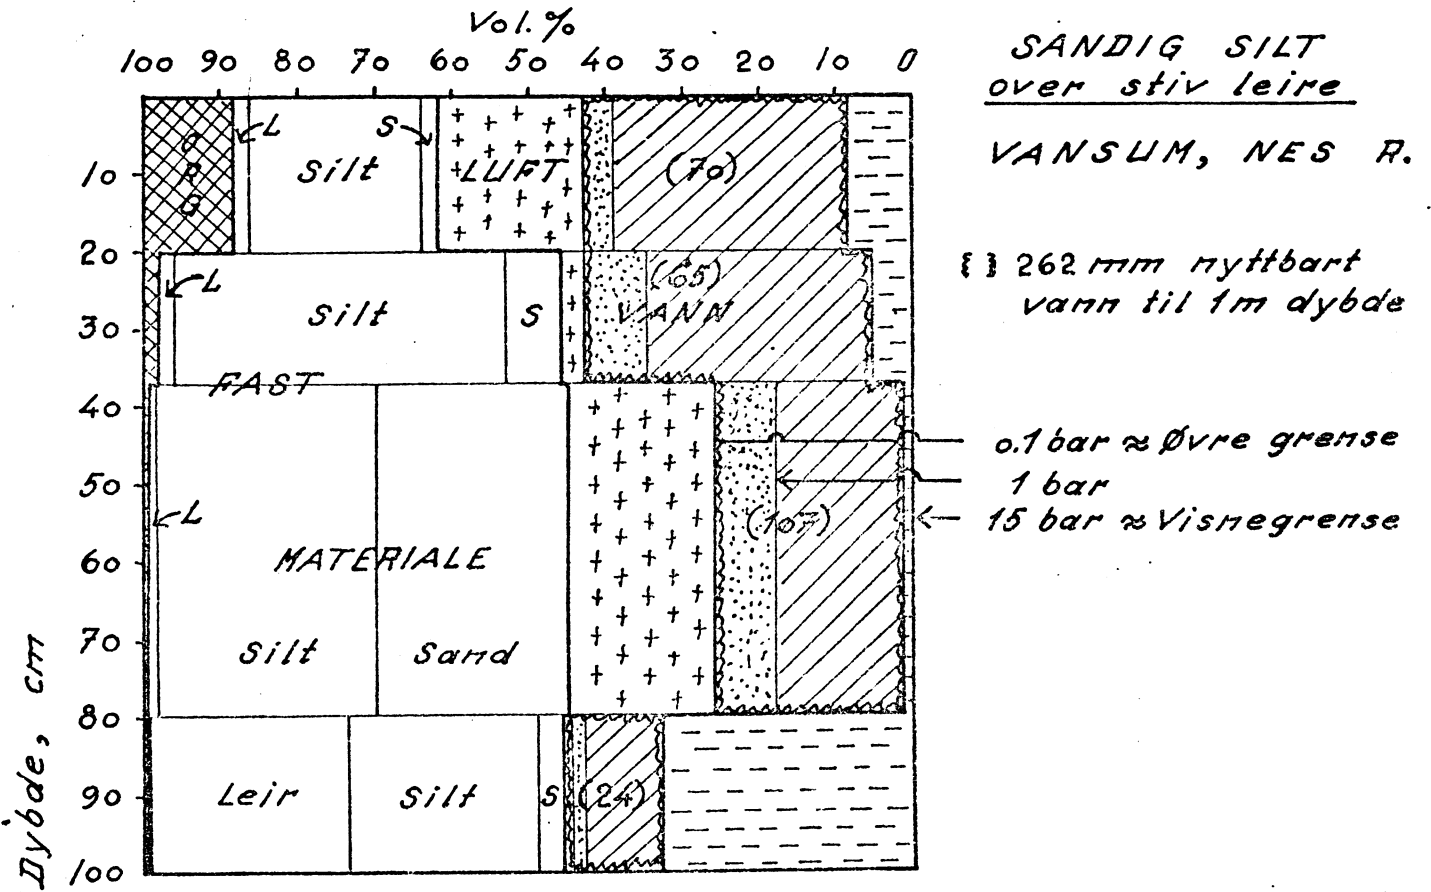 Vol.%
100 90 80 70 60 50 40 30 20 10 0
SANDIG SILT
over stiv leire
VANSUM, NES R.
{ } 262 mm nyttbart
vann til 1m dybde
0.1 bar ≈ Øvre grense
1 bar
15 bar ≈ Visnegrense
Dybde, cm
10
20
30
40
50
60
70
80
90
100
ORG
L
Silt
S
LUFT
(70)
L
Silt
S
(65)
VANN
FAST
L
MATERIALE
(107)
Silt
Sand
Leir
Silt
S
(24)